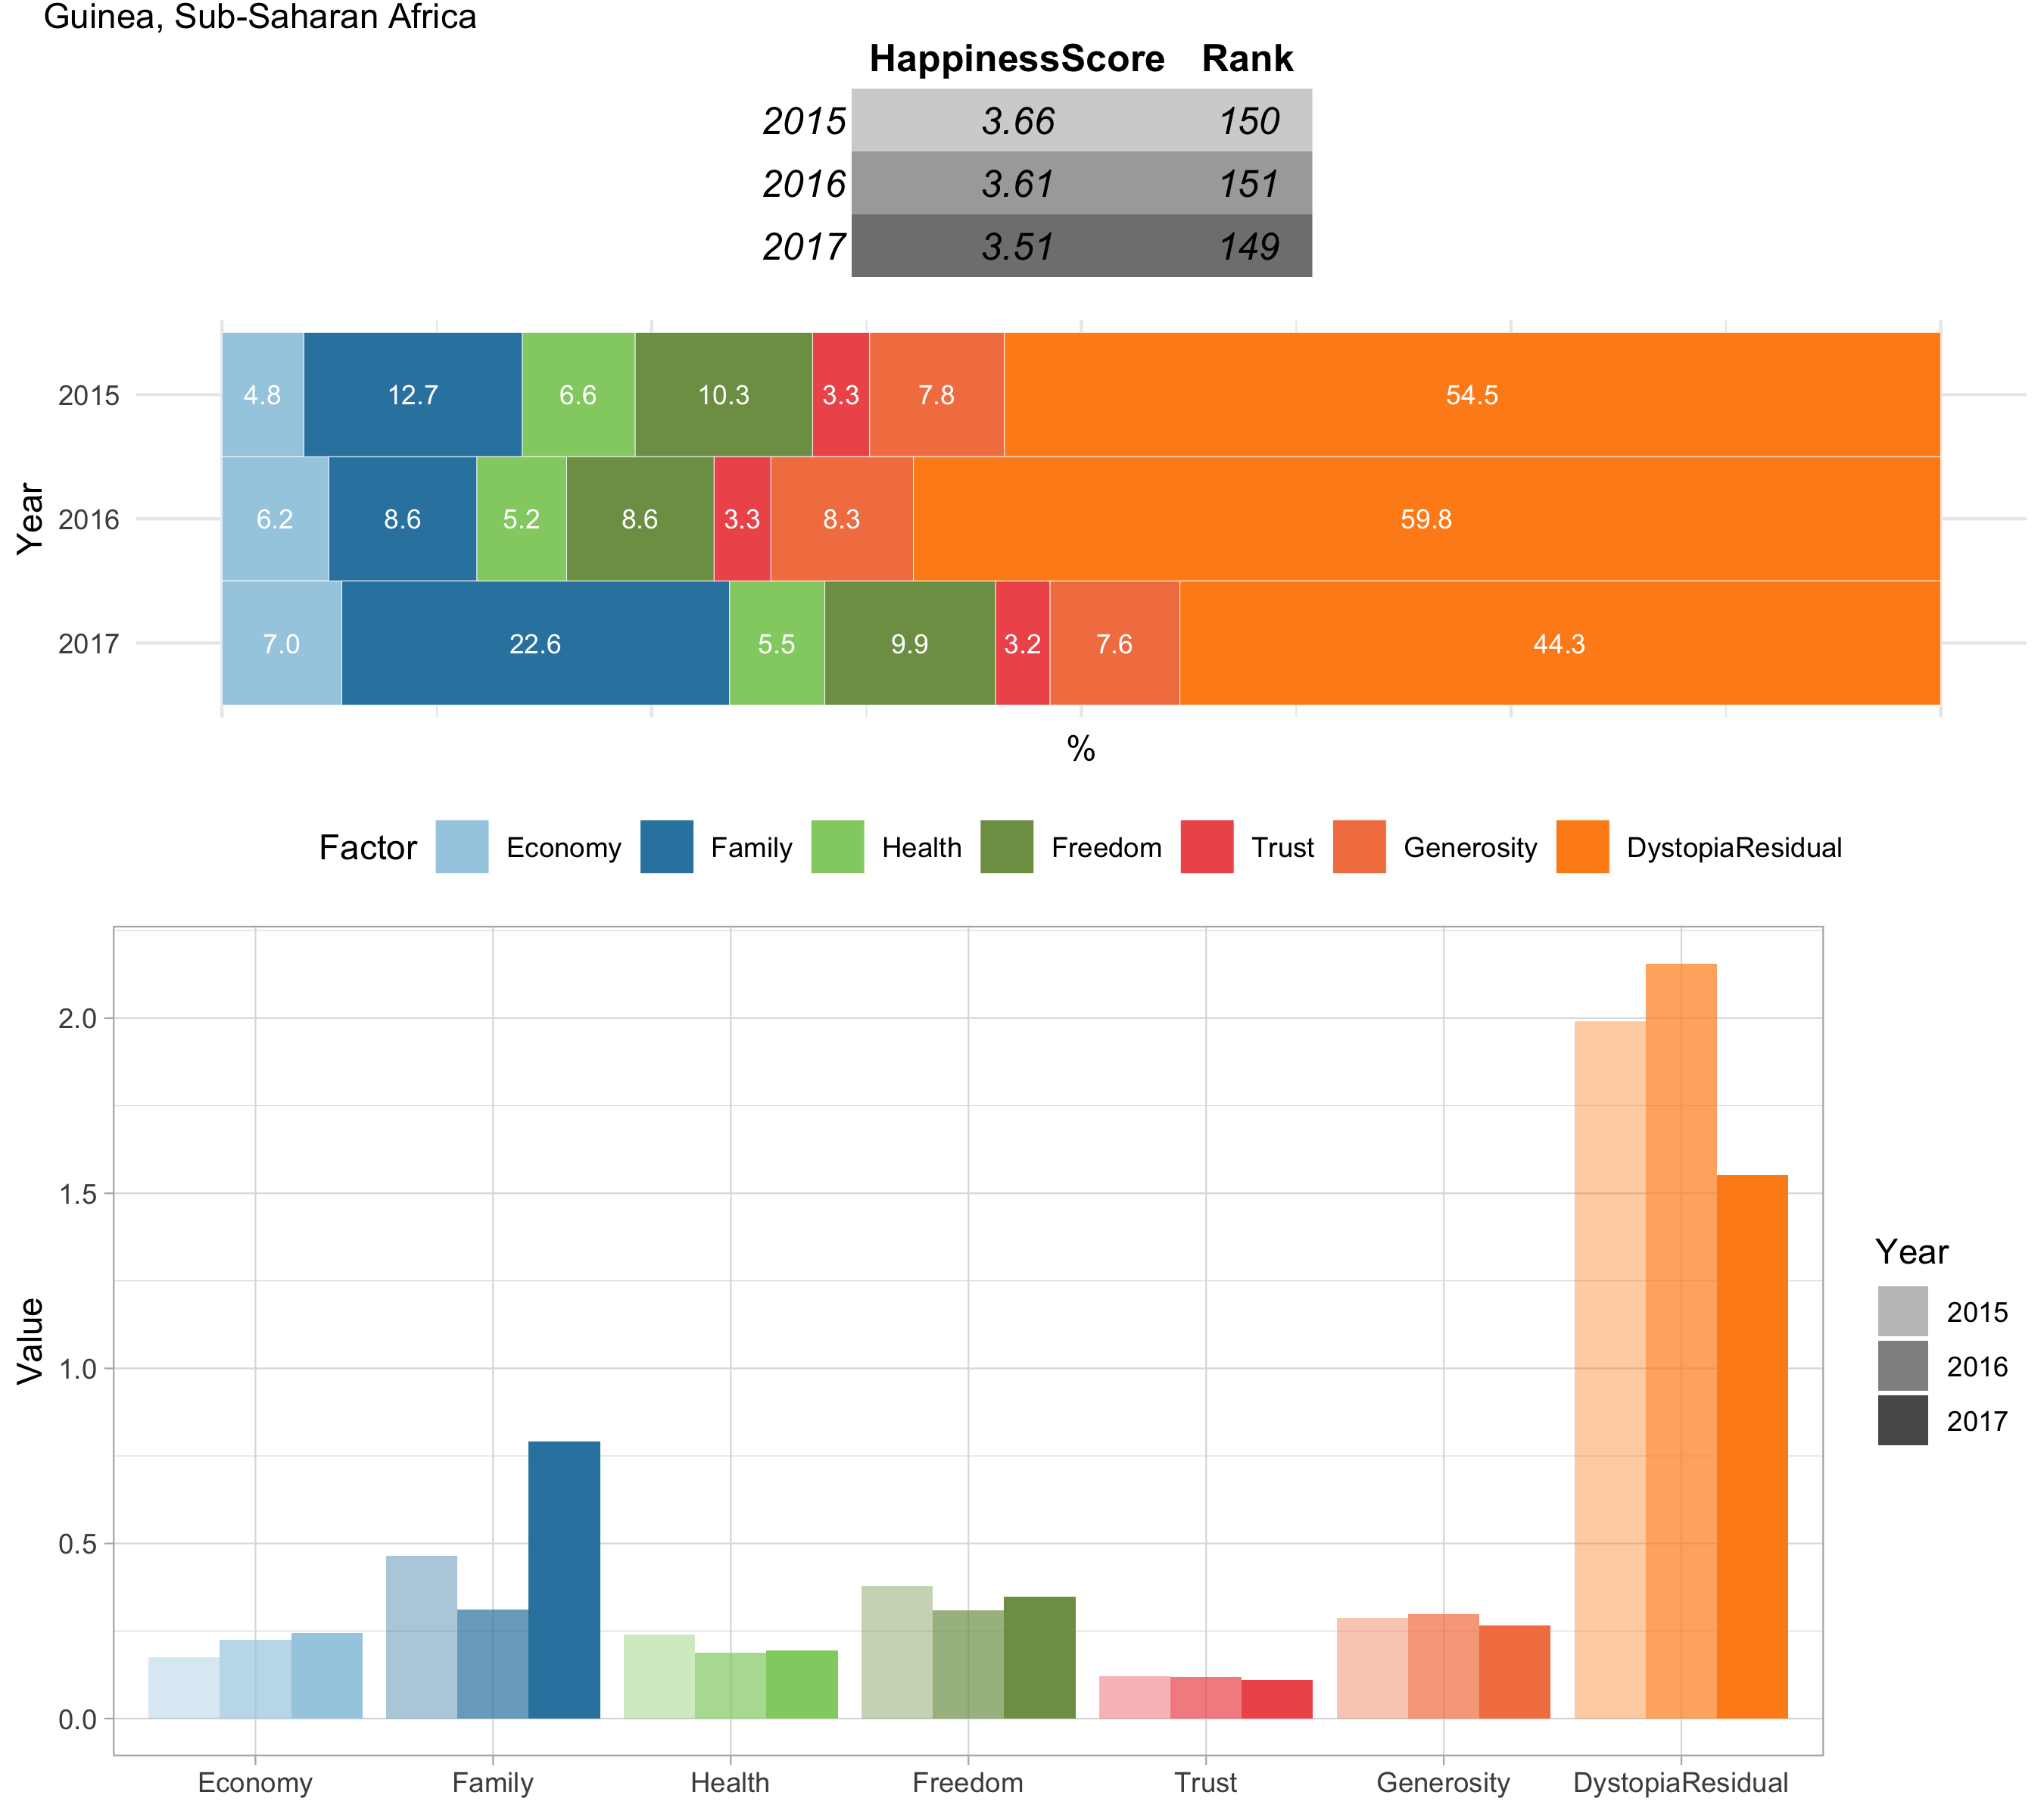 Guinea, Sub-Saharan Africa
HappinessScore Rank
2015 3.66 150
2016 3.61 151
2017 3.51 149
Year
2015 4.8 12.7 6.6 10.3 3.3 7.8 54.5
2016 6.2 8.6 5.2 8.6 3.3 8.3 59.8
2017 7.0 22.6 5.5 9.9 3.2 7.6 44.3
%
Factor Economy Family Health Freedom Trust Generosity DystopiaResidual
Value
2.0
1.5
1.0
0.5
0.0
Economy Family Health Freedom Trust Generosity DystopiaResidual
Year
2015
2016
2017